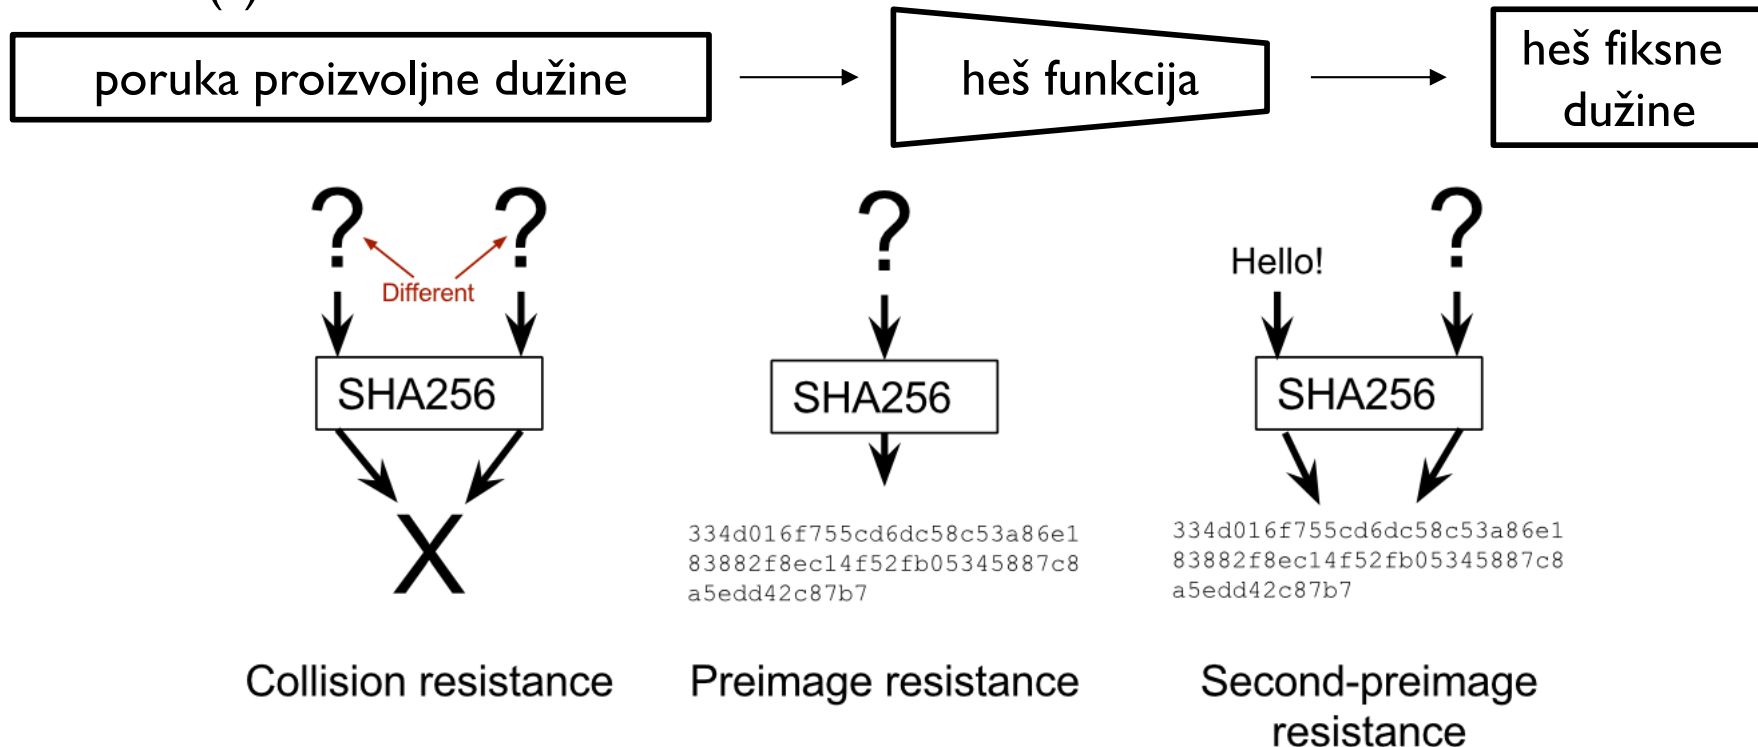 poruka proizvoljne dužine
heš funkcija
heš fiksne
dužine
? ?
Different
SHA256
X
Collision resistance
?
SHA256
334d016f755cd6dc58c53a86e1
83882f8ec14f52fb05345887c8
a5edd42c87b7
Preimage resistance
Hello!
?
SHA256
334d016f755cd6dc58c53a86e1
83882f8ec14f52fb05345887c8
a5edd42c87b7
Second-preimage
resistance